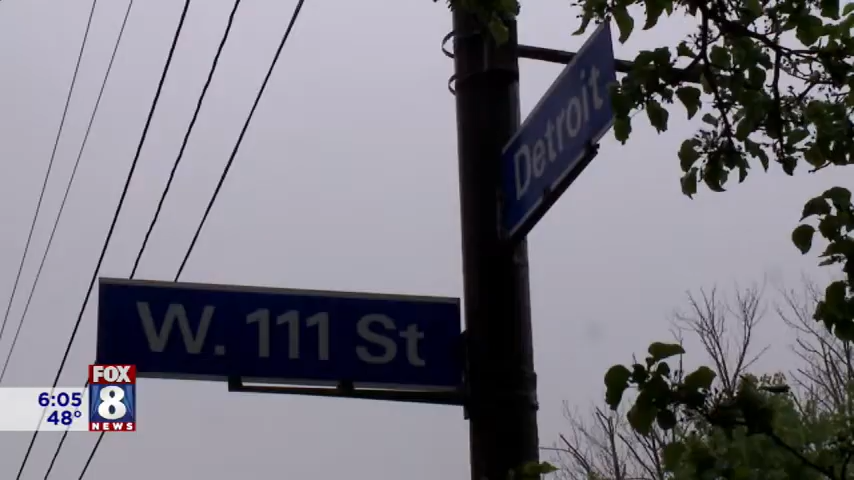 Detroit
W. 111 St
6:05
48°
FOX
8
NEWS